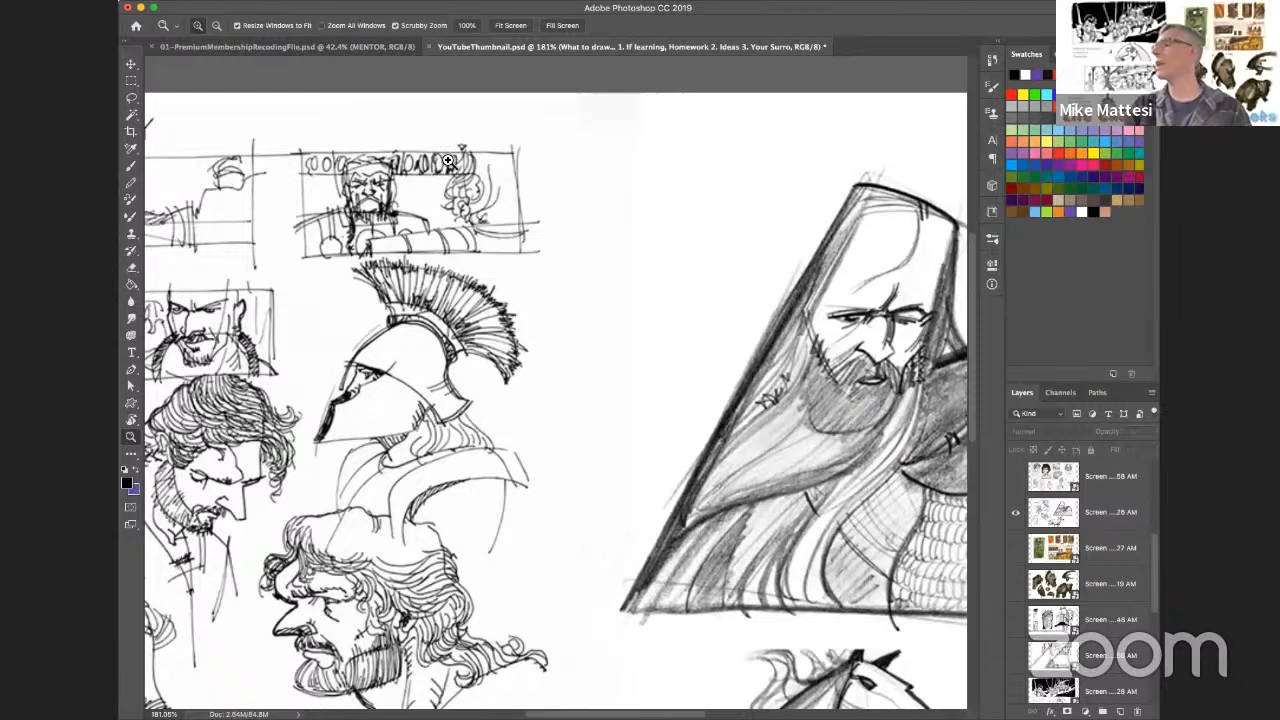 Adobe Photoshop CC 2019
Resize Windows to Fit
Zoom All Windows
Scrubby Zoom
100%
Fit Screen
Fill Screen
01-PremiumMembershipRecodingFile.psd @ 42.4% (MENTOR, RGB/8)
YouTubeThumbnail.psd @ 181% (What to draw... 1. If learning, Homework 2. Ideas 3. Your Surro, RGB/8) *
Swatches
Mike Mattesi
Layers
Channels
Paths
Kind
Normal
Opacity:
Lock:
Fill:
Screen ....58 AM
Screen ....26 AM
Screen ....27 AM
Screen ....19 AM
Screen ....48 AM
Screen ....56 AM
Screen ....28 AM
zoom
181.05%
Doc: 2.64M/84.8M